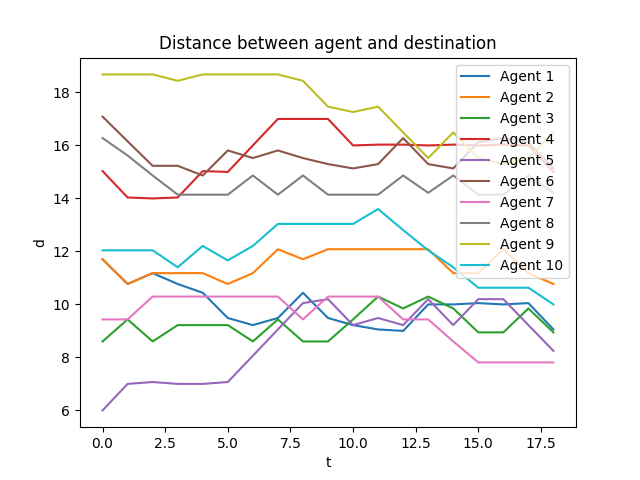 Distance between agent and destination
18
16
14
12
10
8
6
d
Agent 1
Agent 2
Agent 3
Agent 4
Agent 5
Agent 6
Agent 7
Agent 8
Agent 9
Agent 10
0.0 2.5 5.0 7.5 10.0 12.5 15.0 17.5
t